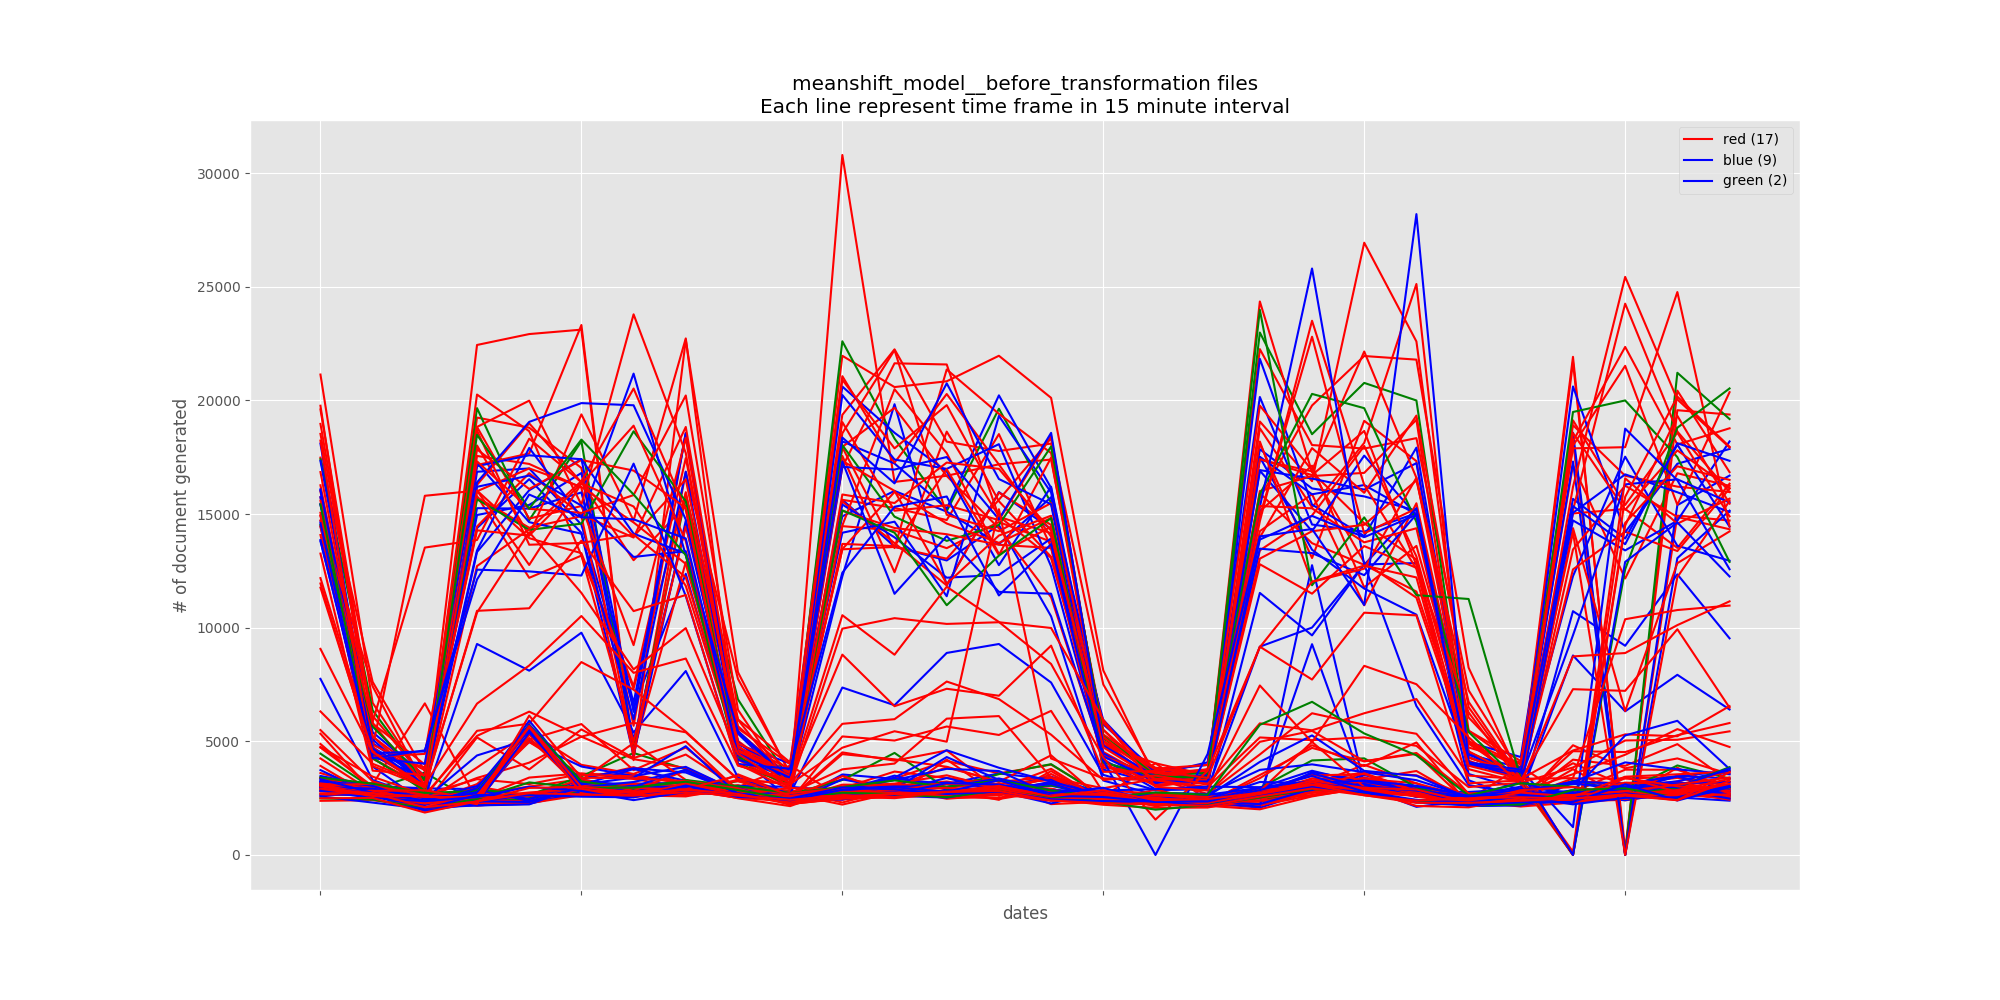 meanshift_model__before_transformation files
Each line represent time frame in 15 minute interval
red (17)
blue (9)
green (2)
30000
25000
20000
15000
10000
5000
0
# of document generated
dates